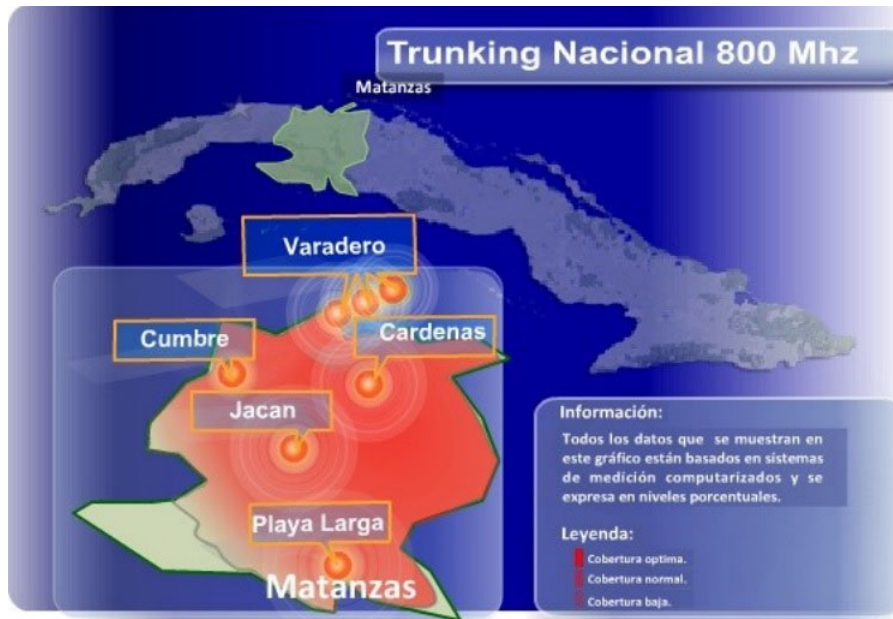 Trunking Nacional 800 Mhz
Matanzas
Varadero
Cumbre
Cardenas
Jacan
Playa Larga
Matanzas
Información:
Todos los datos que se muestran en
este gráfico están basados en sistemas
de medición computarizados y se
expresa en niveles porcentuales.
Leyenda:
Cobertura optima.
Cobertura normal.
Cobertura baja.